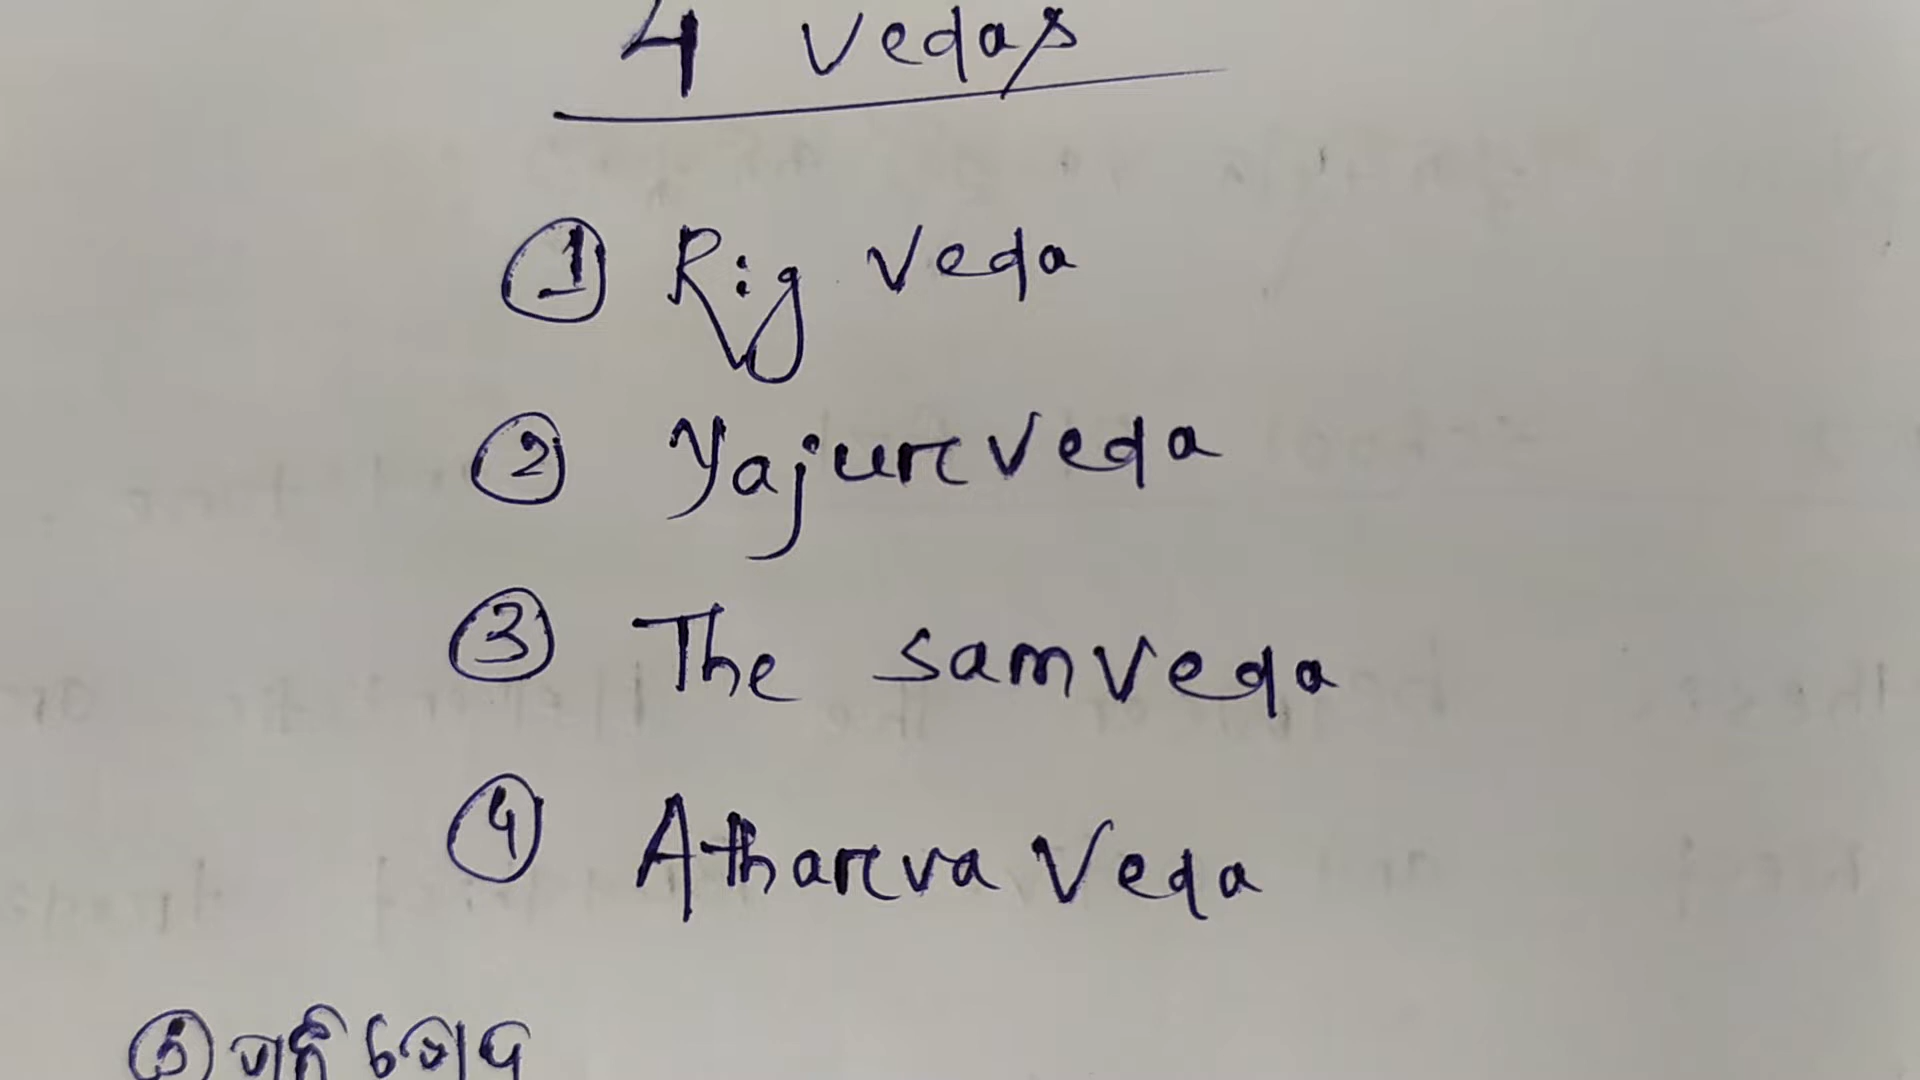 4 Vedas
① Rig Veda
② Yajurveda
③ The samveda
④ Atharva Veda